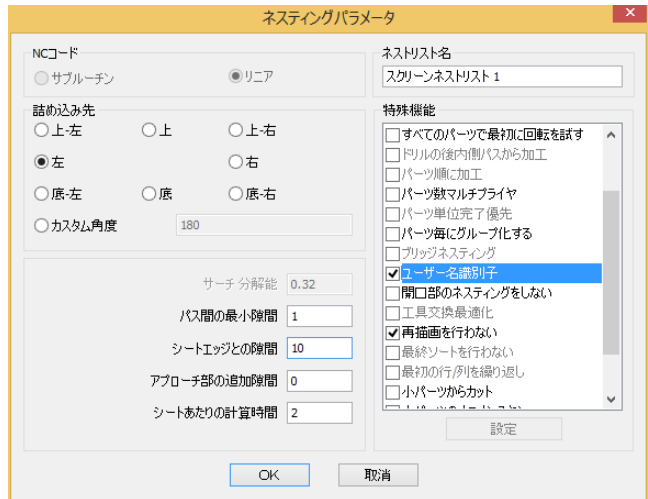 ネスティングパラメータ
NCコード
サブルーチン
リニア
詰め込み先
上-左
上
上-右
左
右
底-左
底
底-右
カスタム角度
180
サーチ分解能 0.32
パス間の最小隙間 1
シートエッジとの隙間 10
アプローチ部の追加隙間 0
シートあたりの計算時間 2
ネストリスト名
スクリーンネストリスト 1
特殊機能
すべてのパーツで最初に回転を試す
ドリルの後内側パスから加工
パーツ順に加工
パーツ数マルチプライヤ
パーツ単位完了優先
パーツ毎にグループ化する
ブリッジネスティング
ユーザー名識別子
開口部のネスティングをしない
工具交換最適化
再描画を行わない
最終ソートを行わない
最初の行/列を繰り返し
小パーツからカット
設定
OK
取消